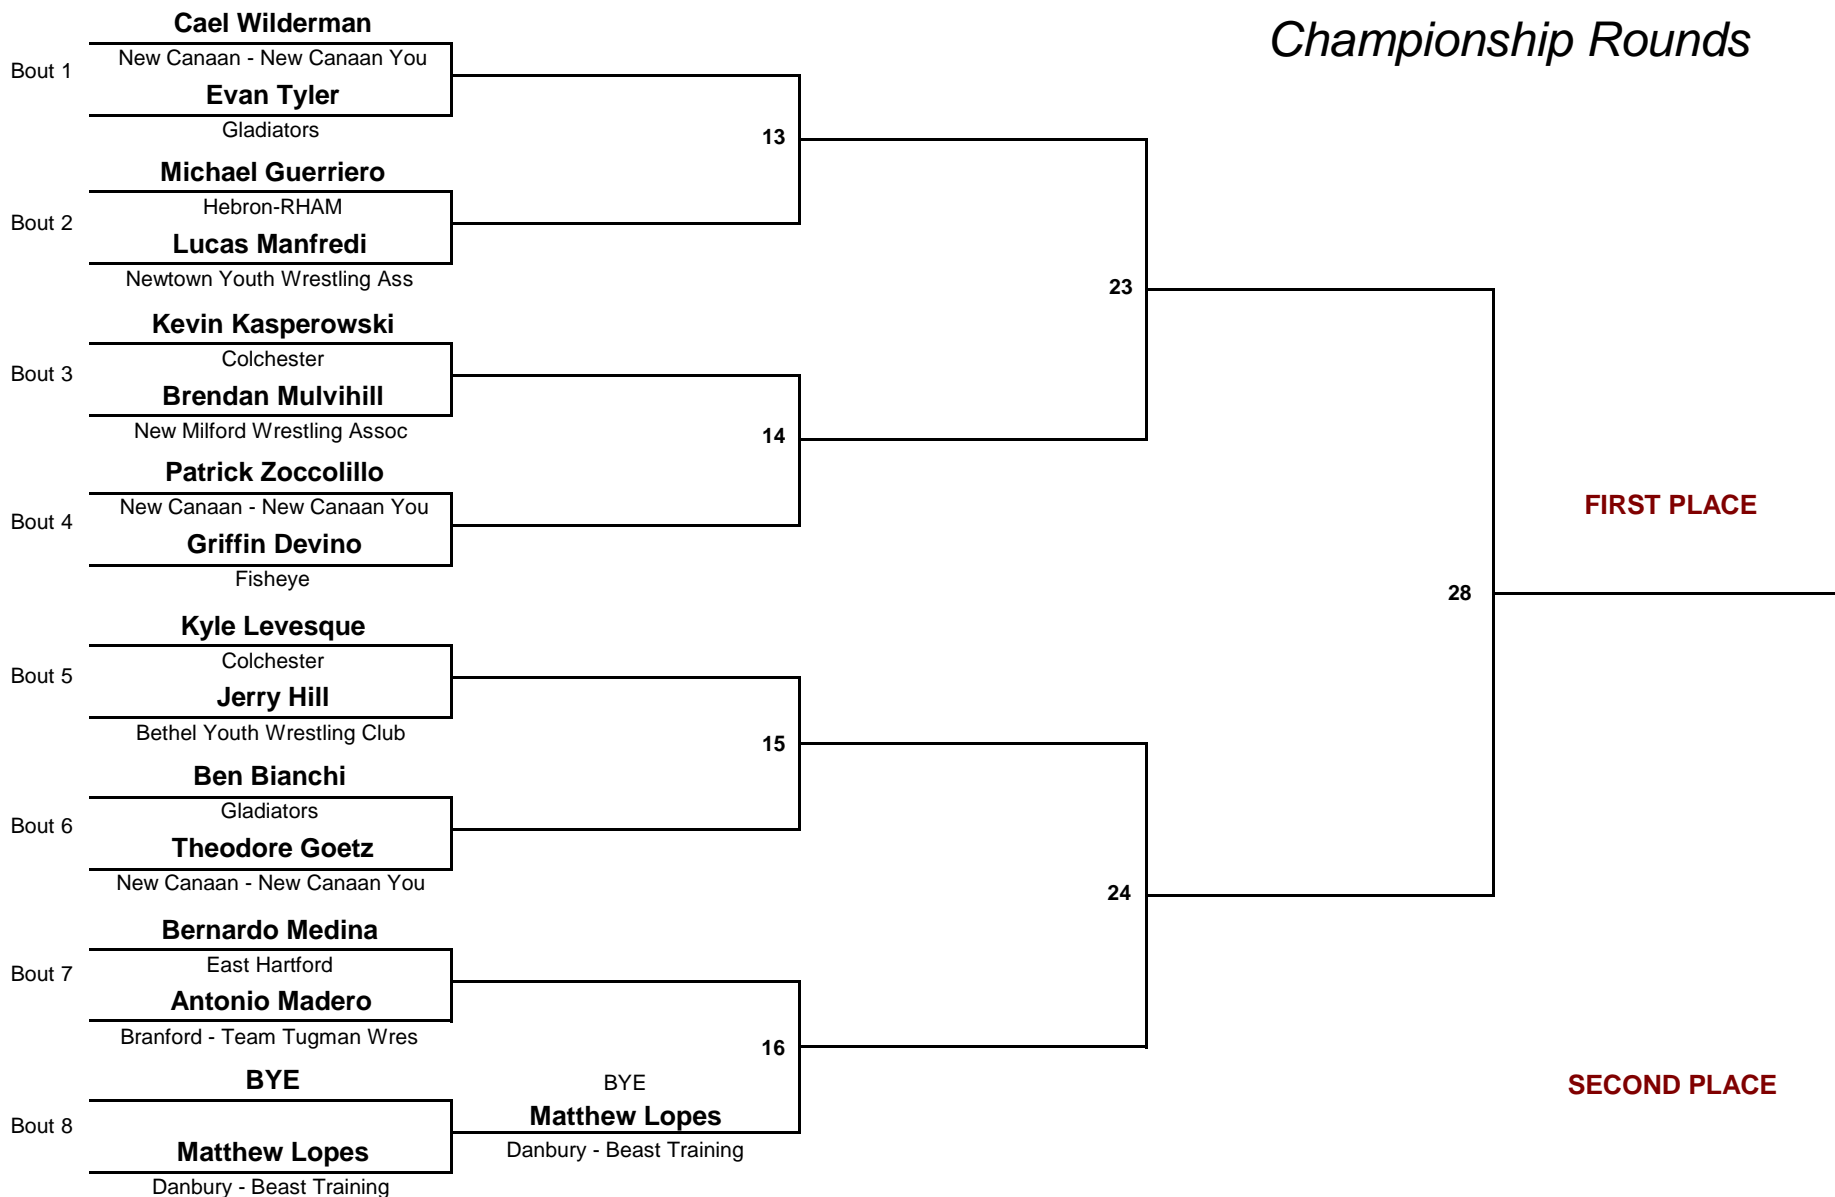 Championship Rounds
Cael Wilderman
Bout 1
New Canaan - New Canaan You
Evan Tyler
Gladiators
13
Michael Guerriero
Bout 2
Hebron-RHAM
Lucas Manfredi
Newtown Youth Wrestling Ass
23
Kevin Kasperowski
Bout 3
Colchester
Brendan Mulvihill
New Milford Wrestling Assoc
14
Patrick Zoccolillo
Bout 4
New Canaan - New Canaan You
Griffin Devino
Fisheye
FIRST PLACE
28
Kyle Levesque
Bout 5
Colchester
Jerry Hill
Bethel Youth Wrestling Club
15
Ben Bianchi
Bout 6
Gladiators
Theodore Goetz
New Canaan - New Canaan You
24
Bernardo Medina
Bout 7
East Hartford
Antonio Madero
Branford - Team Tugman Wres
16
BYE
Bout 8
Matthew Lopes
Danbury - Beast Training
BYE
Matthew Lopes
Danbury - Beast Training
SECOND PLACE